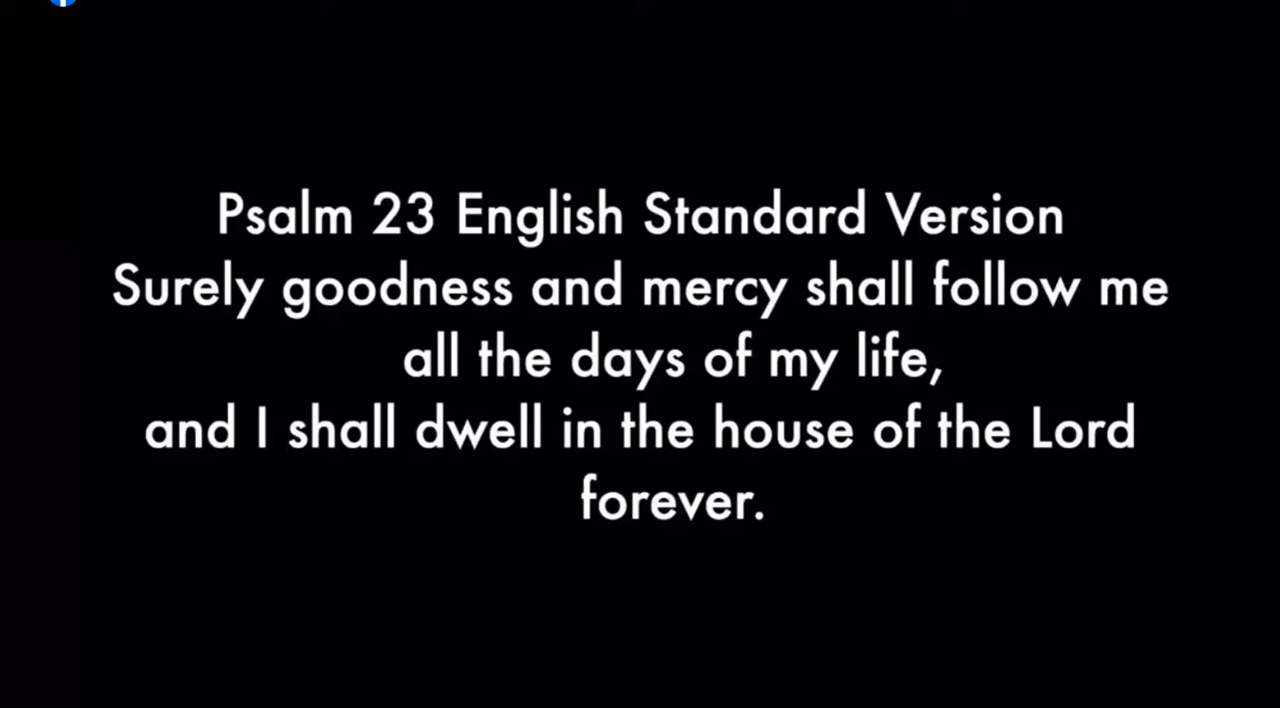 Psalm 23 English Standard Version
Surely goodness and mercy shall follow me
all the days of my life,
and I shall dwell in the house of the Lord
forever.